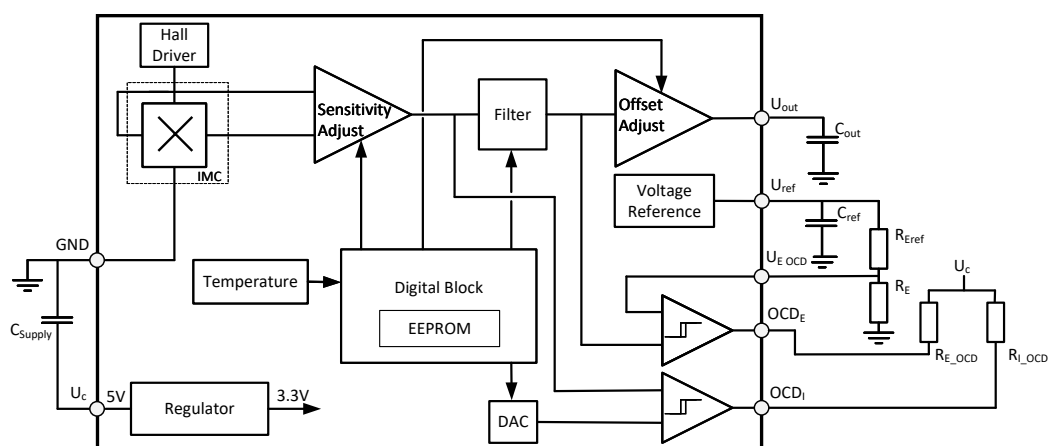 Hall
Driver
IMC
Sensitivity
Adjust
Filter
Offset
Adjust
Uout
Cout
Voltage
Reference
Uref
Cref
REref
GND
UE OCD
Temperature
Digital Block
EEPROM
RE
Uc
CSupply
OCDE
RE_OCD
RI_OCD
Uc
5V
Regulator
3.3V
DAC
OCDI